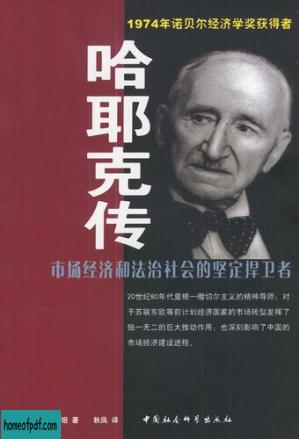 1974年诺贝尔经济学奖获得者
哈耶克传
市场经济和法治社会的坚定捍卫者
20世纪80年代里根—撒切尔主义的精神导师;对
于苏联东欧等前计划经济国家的市场转型发挥了
独一无二的巨大推动作用,也深刻影响了中国的
市场经济建设进程。
著 秋风 译
中国社会科学出版社
homeofpdf.com